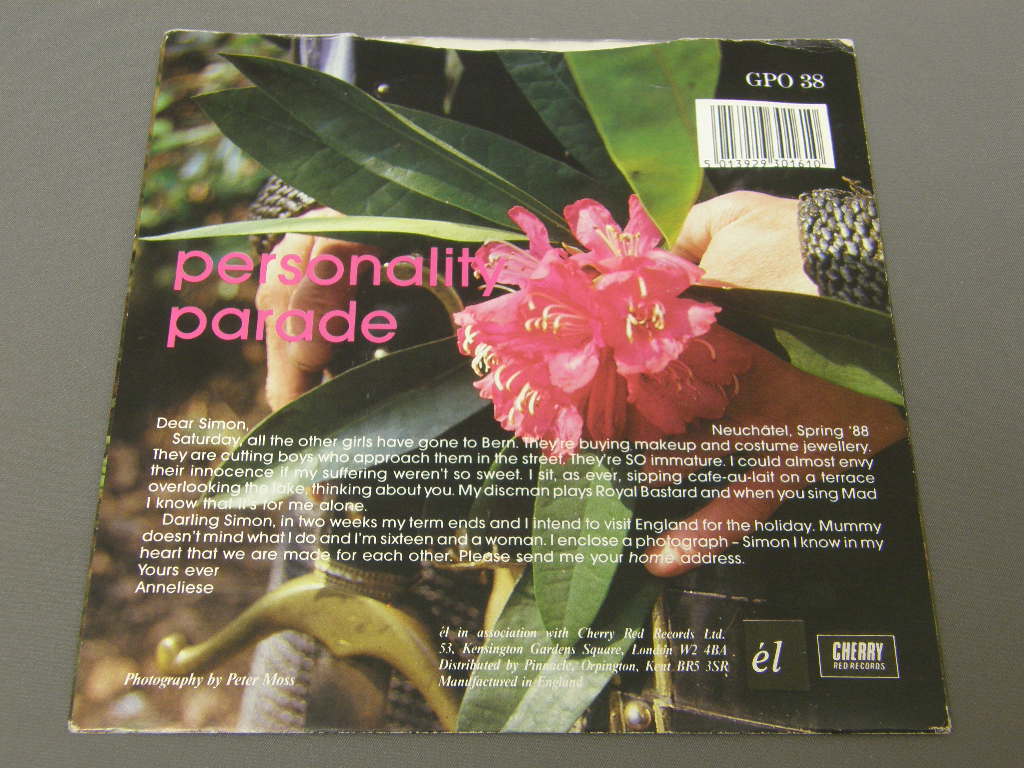 GPO 38
5 013929 301610
personality
parade
Dear Simon,
Neuchâtel, Spring '88
Saturday, all the other girls have gone to Bern. They're buying makeup and costume jewellery.
They are cutting boys who approach them in the street. They're SO immature. I could almost envy
their innocence if my suffering weren't so sweet. I sit, as ever, sipping cafe-au-lait on a terrace
overlooking the lake, thinking about you. My discman plays Royal Bastard and when you sing Mad
I know that it's for me alone.
Darling Simon, in two weeks my term ends and I intend to visit England for the holiday. Mummy
doesn't mind what I do and I'm sixteen and a woman. I enclose a photograph – Simon I know in my
heart that we are made for each other. Please send me your home address.
Yours ever
Anneliese
Photography by Peter Moss
él in association with Cherry Red Records Ltd.
53, Kensington Gardens Square, London W2 4BA
Distributed by Pinnacle, Orpington, Kent BR5 3SR
Manufactured in England
él
CHERRY
RED RECORDS